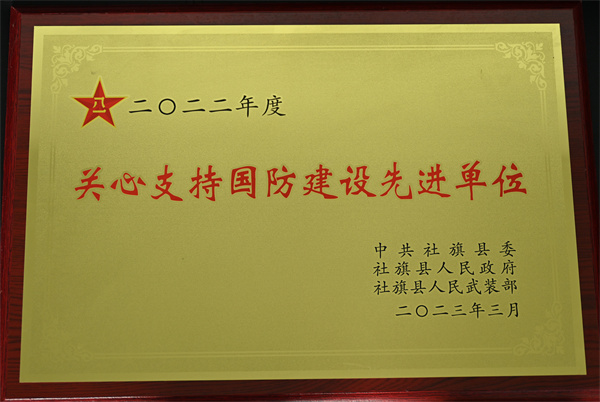 八一
二〇二二年度
关心支持国防建设先进单位
中共社旗县委
社旗县人民政府
社旗县人民武装部
二〇二三年三月